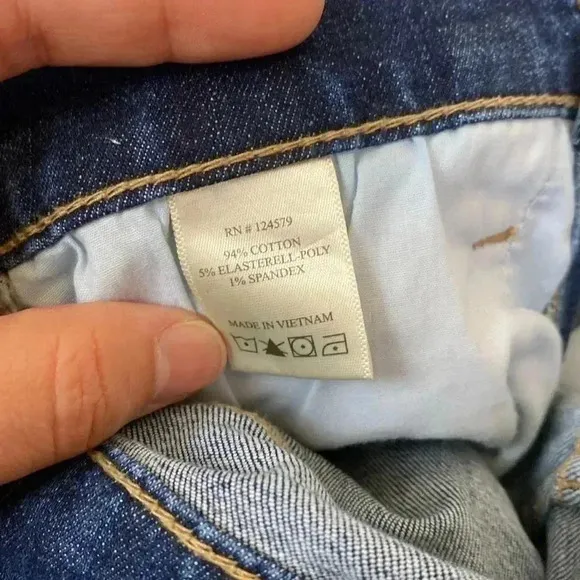 RN # 124579
94% COTTON
5% ELASTERELL-POLY
1% SPANDEX
MADE IN VIETNAM